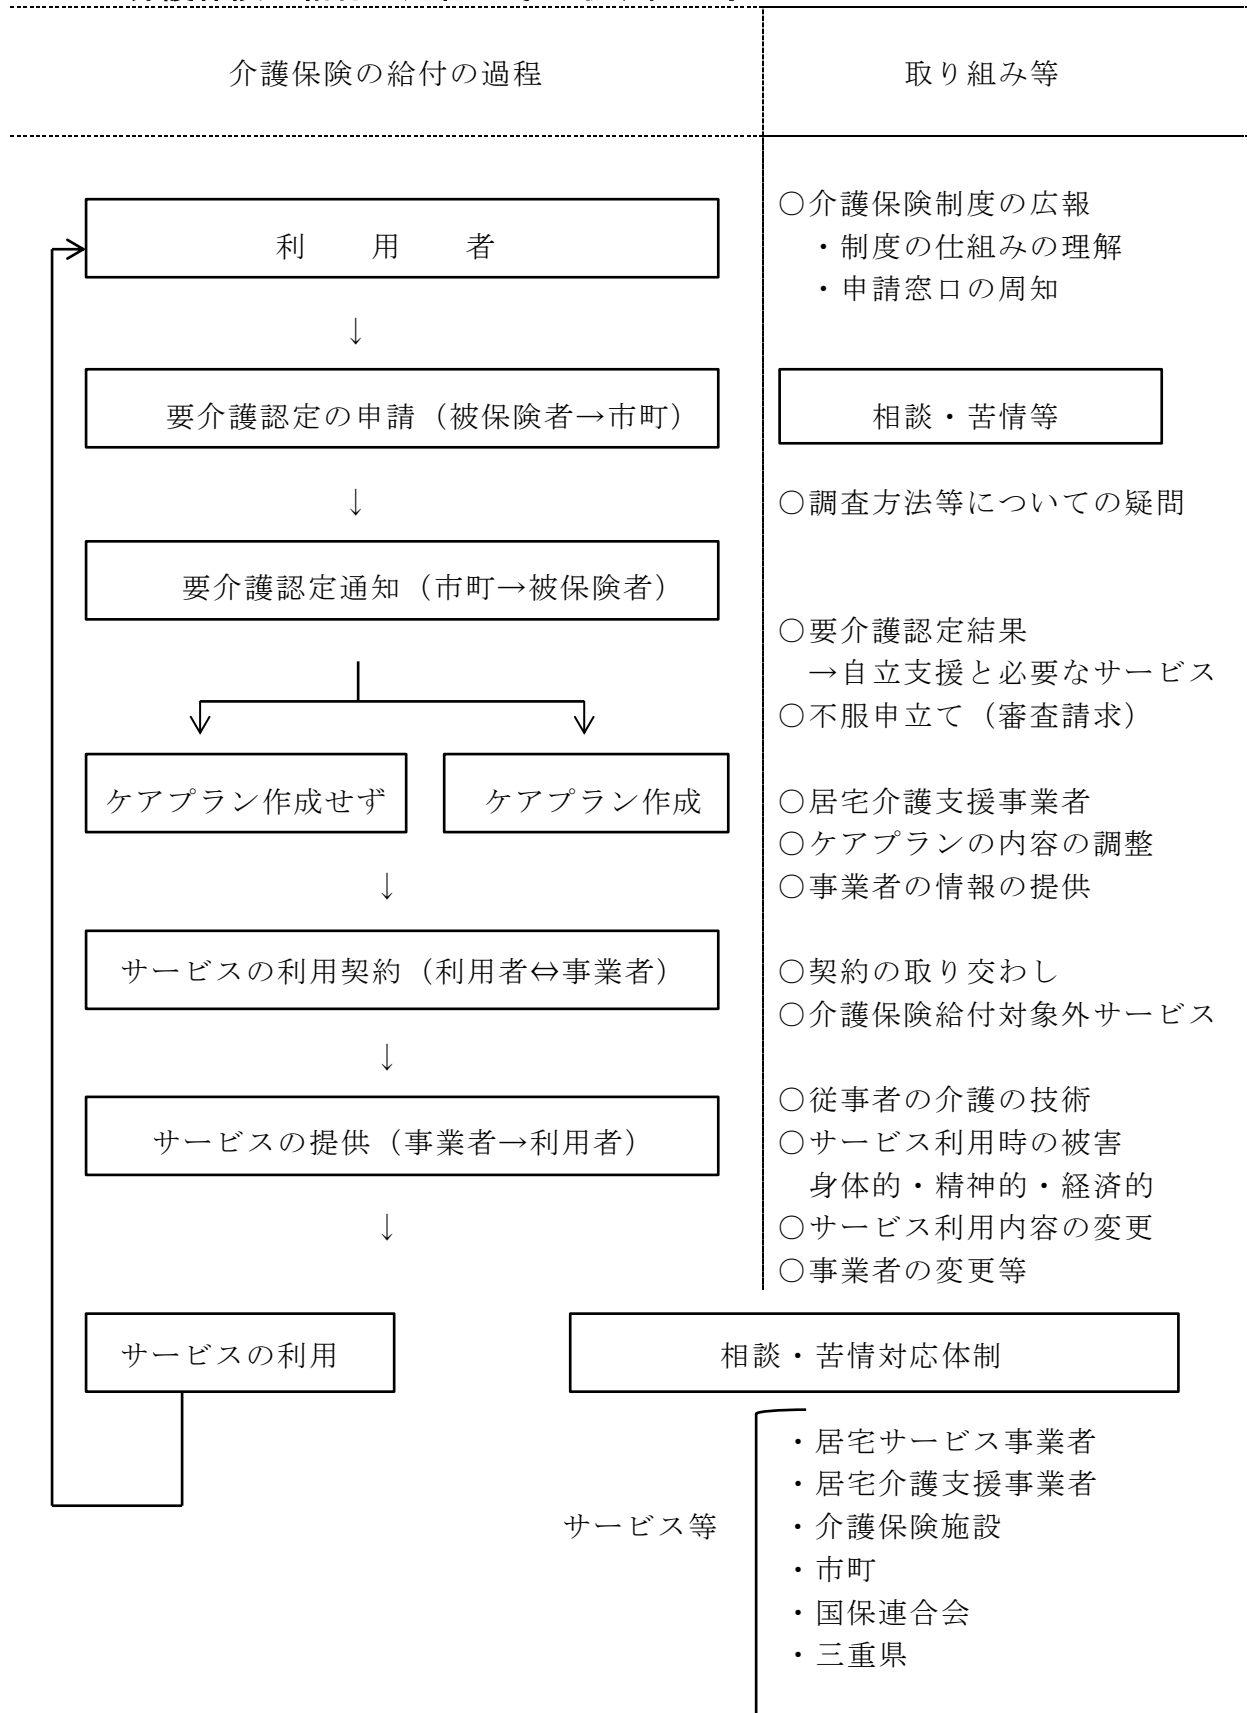 介護保険の給付の過程
取り組み等
利　　用　　者
↓
要介護認定の申請（被保険者→市町）
↓
要介護認定通知（市町→被保険者）
ケアプラン作成せず
ケアプラン作成
↓
サービスの利用契約（利用者⇔事業者）
↓
サービスの提供（事業者→利用者）
↓
サービスの利用
○介護保険制度の広報
・制度の仕組みの理解
・申請窓口の周知
相談・苦情等
○調査方法等についての疑問
○要介護認定結果
→自立支援と必要なサービス
○不服申立て（審査請求）
○居宅介護支援事業者
○ケアプランの内容の調整
○事業者の情報の提供
○契約の取り交わし
○介護保険給付対象外サービス
○従事者の介護の技術
○サービス利用時の被害
身体的・精神的・経済的
○サービス利用内容の変更
○事業者の変更等
相談・苦情対応体制
サービス等
・居宅サービス事業者
・居宅介護支援事業者
・介護保険施設
・市町
・国保連合会
・三重県